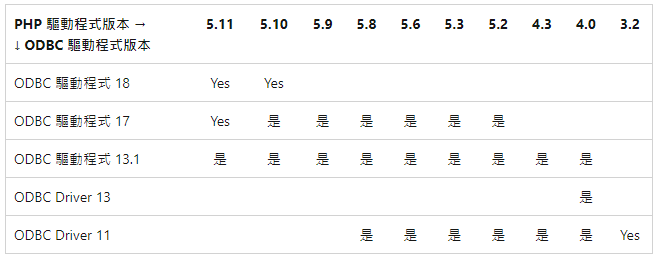 PHP 驅動程式版本 → 5.11 5.10 5.9 5.8 5.6 5.3 5.2 4.3 4.0 3.2
↓ ODBC 驅動程式版本
ODBC 驅動程式 18 Yes Yes
ODBC 驅動程式 17 Yes 是 是 是 是 是 是
ODBC 驅動程式 13.1 是 是 是 是 是 是 是 是 是
ODBC Driver 13 是
ODBC Driver 11 是 是 是 是 是 是 Yes